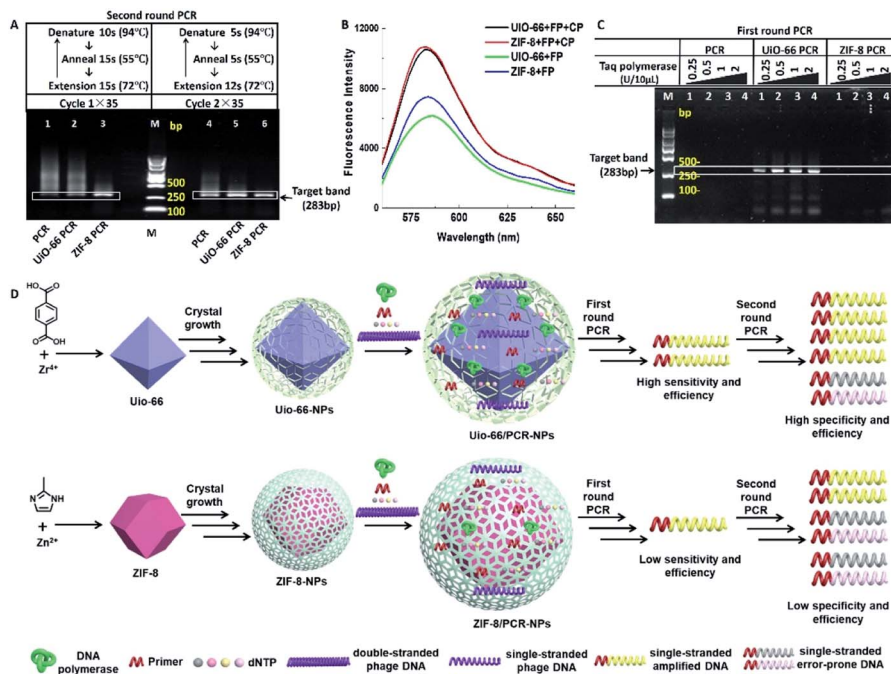 A
Second round PCR
Denature 10s (94°C)
Anneal 15s (55°C)
Extension 15s (72°C)
Cycle 1×35
Denature 5s (94°C)
Anneal 5s (55°C)
Extension 12s (72°C)
Cycle 2×35
1 2 3 M 4 5 6
bp
500
250
100
Target band
(283bp)
PCR UiO-66 PCR ZIF-8 PCR M PCR UiO-66 PCR ZIF-8 PCR
B
Fluorescence Intensity
12000
9000
6000
3000
0
UIO-66+FP+CP
ZIF-8+FP+CP
UIO-66+FP
ZIF-8+FP
575 600 625 650
Wavelength (nm)
C
First round PCR
PCR UiO-66 PCR ZIF-8 PCR
Taq polymerase
(U/10μL)
0.25 0.5 1 2 0.25 0.5 1 2 0.25 0.5 1 2
M 1 2 3 4 1 2 3 4 1 2 3 4
bp
500-
250-
100-
Target band
(283bp)
D
HO O
O OH
+
Zr4+
Uio-66
Crystal
growth
Uio-66-NPs
Uio-66/PCR-NPs
First
round
PCR
High sensitivity and
efficiency
Second
round
PCR
High specificity and
efficiency
N NH
+
Zn2+
ZIF-8
Crystal
growth
ZIF-8-NPs
ZIF-8/PCR-NPs
First
round
PCR
Low sensitivity and
efficiency
Second
round
PCR
Low specificity and
efficiency
DNA
polymerase
Primer
dNTP
double-stranded
phage DNA
single-stranded
phage DNA
single-stranded
amplified DNA
single-stranded
error-prone DNA